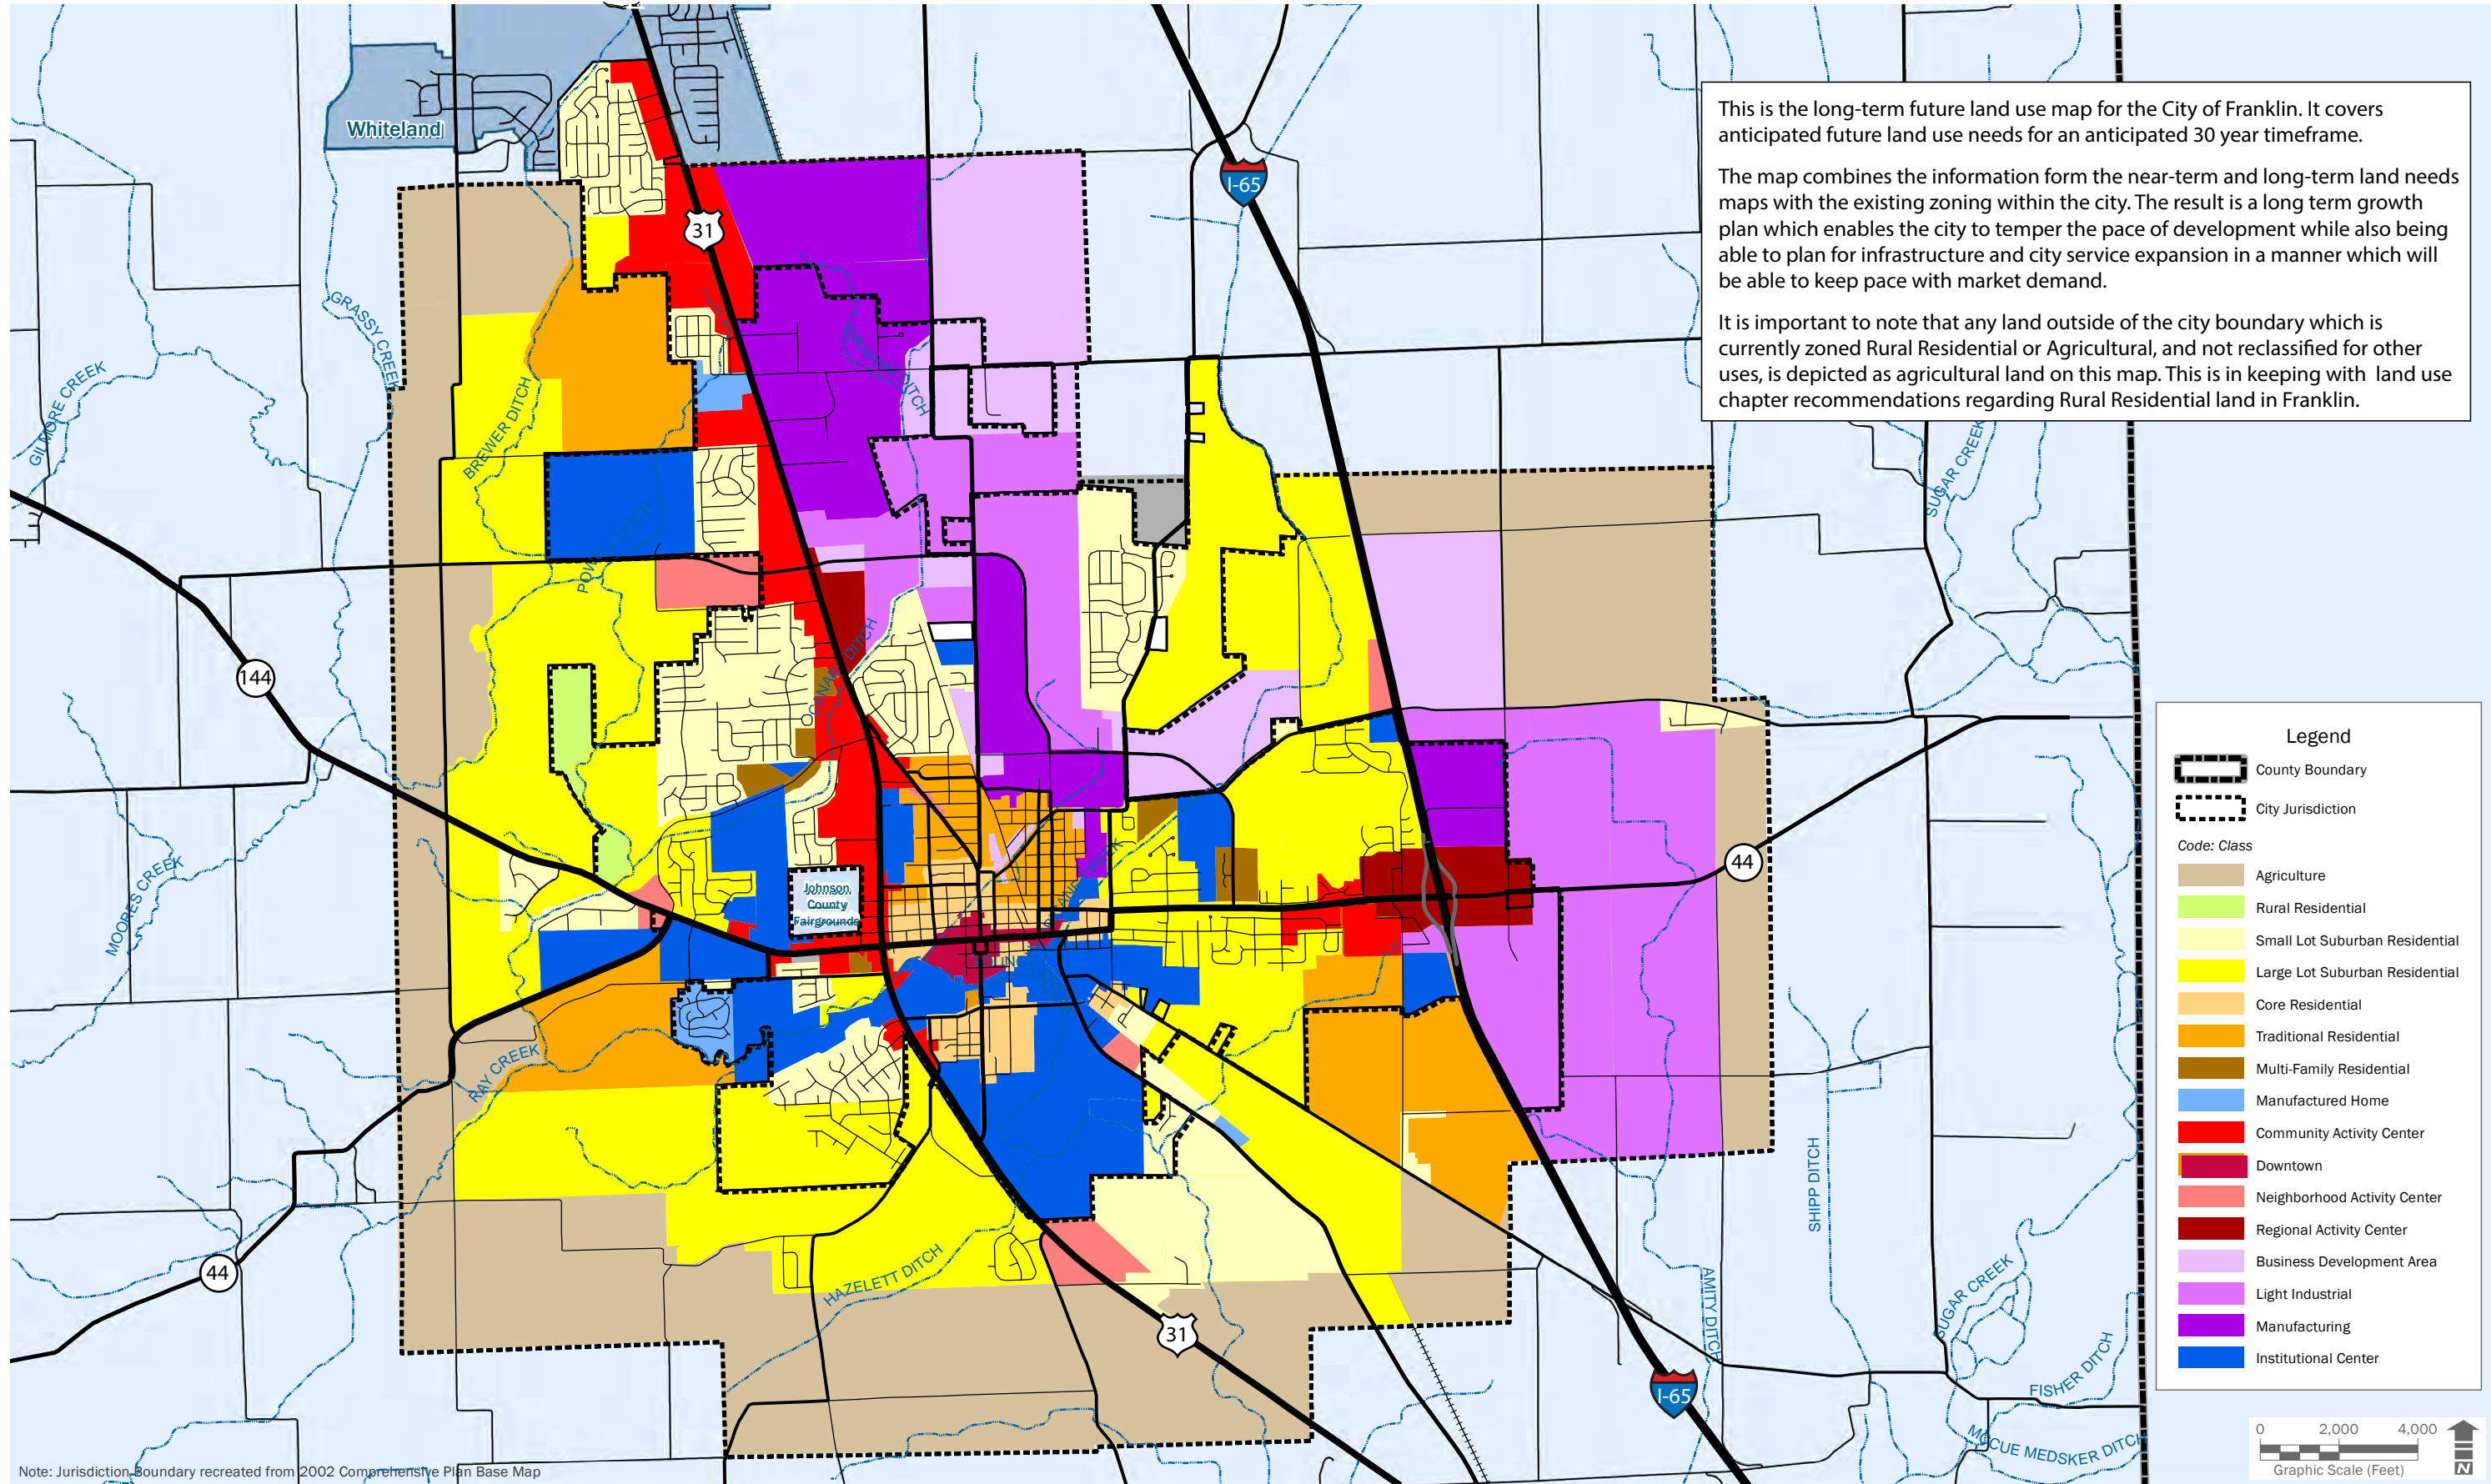 Whiteland
I-65
31
This is the long-term future land use map for the City of Franklin. It covers
anticipated future land use needs for an anticipated 30 year timeframe.
The map combines the information form the near-term and long-term land needs
maps with the existing zoning within the city. The result is a long term growth
plan which enables the city to temper the pace of development while also being
able to plan for infrastructure and city service expansion in a manner which will
be able to keep pace with market demand.
It is important to note that any land outside of the city boundary which is
currently zoned Rural Residential or Agricultural, and not reclassified for other
uses, is depicted as agricultural land on this map. This is in keeping with land use
chapter recommendations regarding Rural Residential land in Franklin.
GRASSY CREEK
GRAHAM DITCH
GILMORE CREEK
BREWER DITCH
SUGAR CREEK
POWELL DITCH
CANARY DITCH
144
44
MOORES CREEK
Johnson
County
Fairgrounds
RAY CREEK
SHIPP DITCH
HAZELETT DITCH
44
31
AMITY DITCH
SUGAR CREEK
I-65
FISHER DITCH
MCCUE MEDSKER DITCH
Legend
County Boundary
City Jurisdiction
Code: Class
Agriculture
Rural Residential
Small Lot Suburban Residential
Large Lot Suburban Residential
Core Residential
Traditional Residential
Multi-Family Residential
Manufactured Home
Community Activity Center
Downtown
Neighborhood Activity Center
Regional Activity Center
Business Development Area
Light Industrial
Manufacturing
Institutional Center
0 2,000 4,000
Graphic Scale (Feet)
N
Note: Jurisdiction Boundary recreated from 2002 Comprehensive Plan Base Map